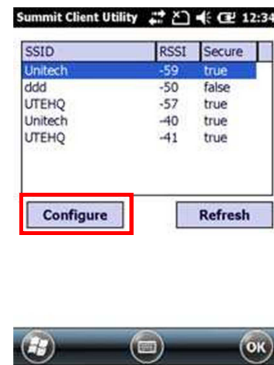 Summit Client Utility 12:34
SSID RSSI Secure
Unitech -59 true
ddd -50 false
UTEHQ -57 true
Unitech -40 true
UTEHQ -41 true
Configure Refresh
OK